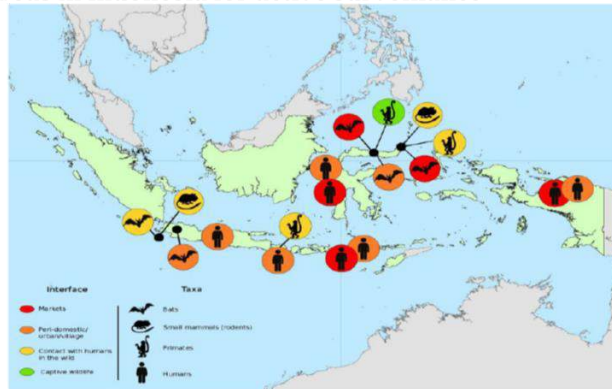 Interface
Taxa
Markets
Peri-domestic/
urban/village
Contact with humans
in the wild
Captive wildlife
Bats
Small mammals (rodents)
Primates
Humans